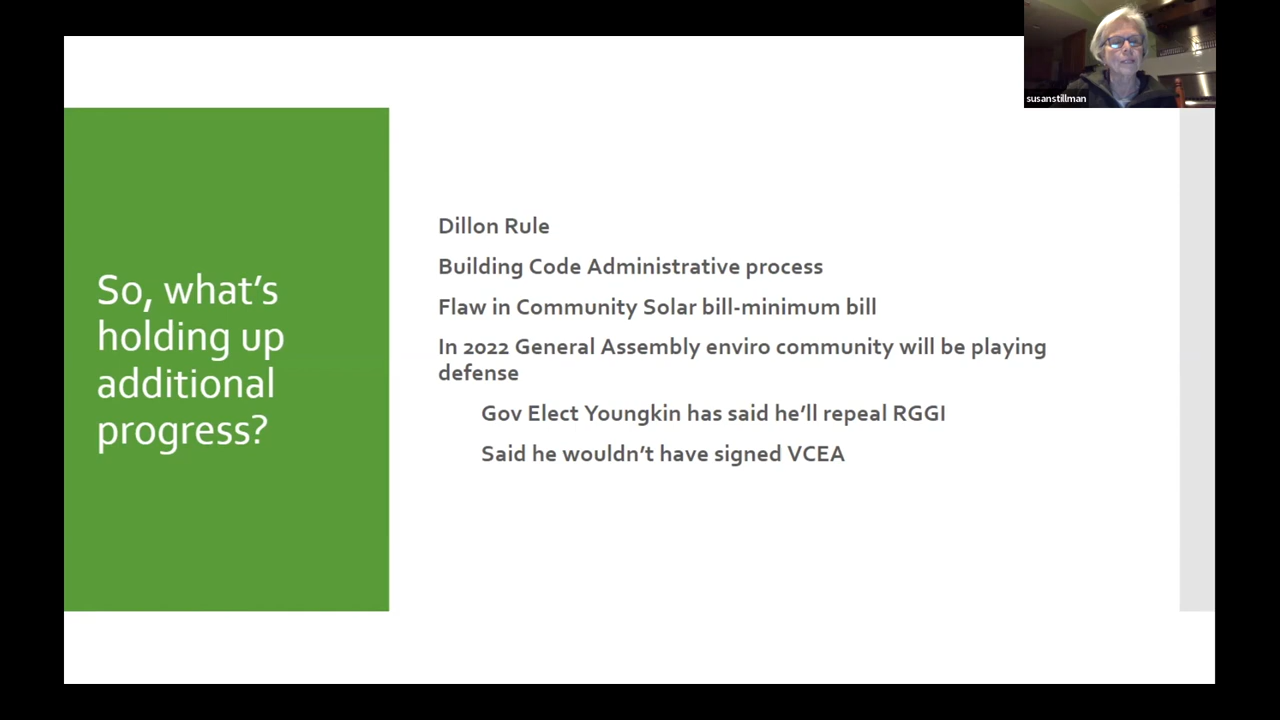 susanstillman
So, what's
holding up
additional
progress?
Dillon Rule
Building Code Administrative process
Flaw in Community Solar bill-minimum bill
In 2022 General Assembly enviro community will be playing
defense
Gov Elect Youngkin has said he'll repeal RGGI
Said he wouldn't have signed VCEA